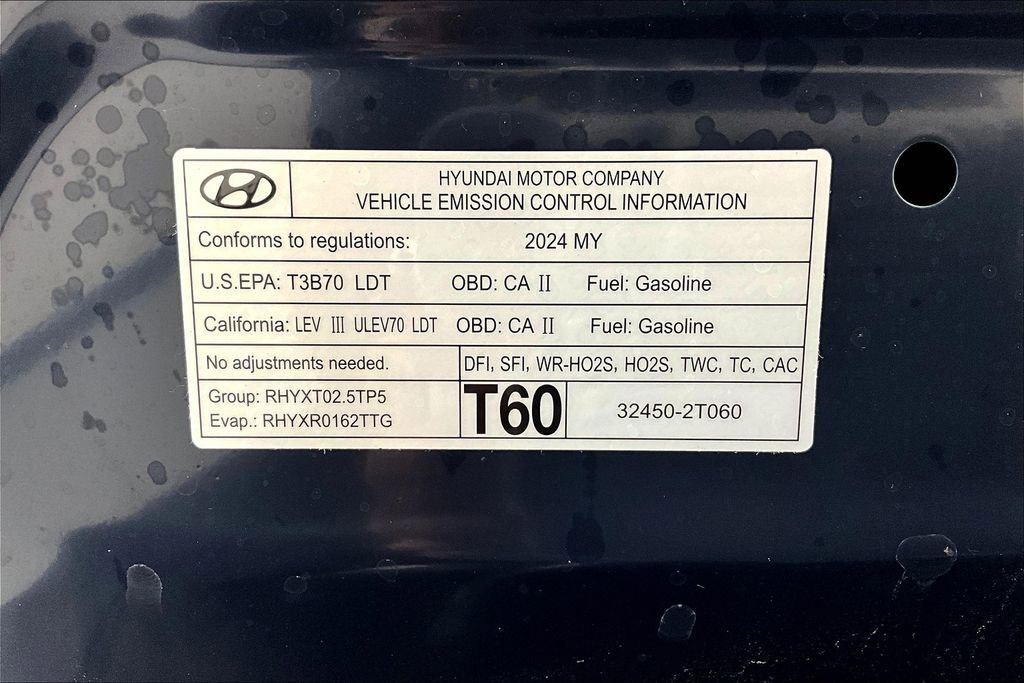 HYUNDAI MOTOR COMPANY
VEHICLE EMISSION CONTROL INFORMATION
Conforms to regulations: 2024 MY
U.S.EPA: T3B70 LDT OBD: CA II Fuel: Gasoline
California: LEV III ULEV70 LDT OBD: CA II Fuel: Gasoline
No adjustments needed. DFI, SFI, WR-HO2S, HO2S, TWC, TC, CAC
Group: RHYXT02.5TP5
Evap.: RHYXR0162TTG
T60
32450-2T060